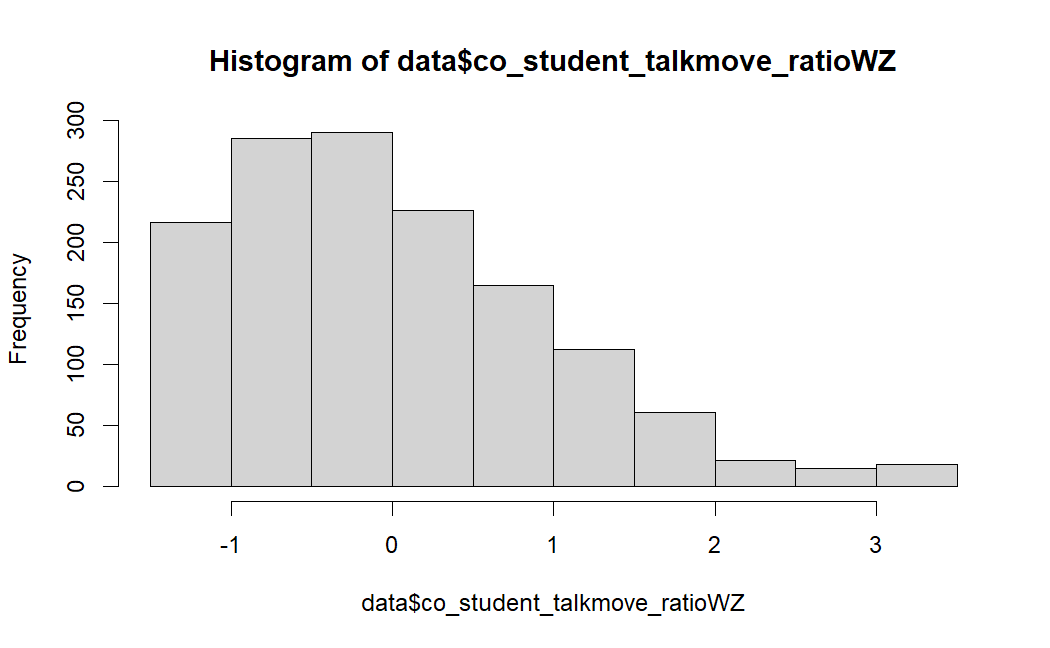 Histogram of data$co_student_talkmove_ratioWZ
300
250
200
150
100
50
0
Frequency
-1 0 1 2 3
data$co_student_talkmove_ratioWZ